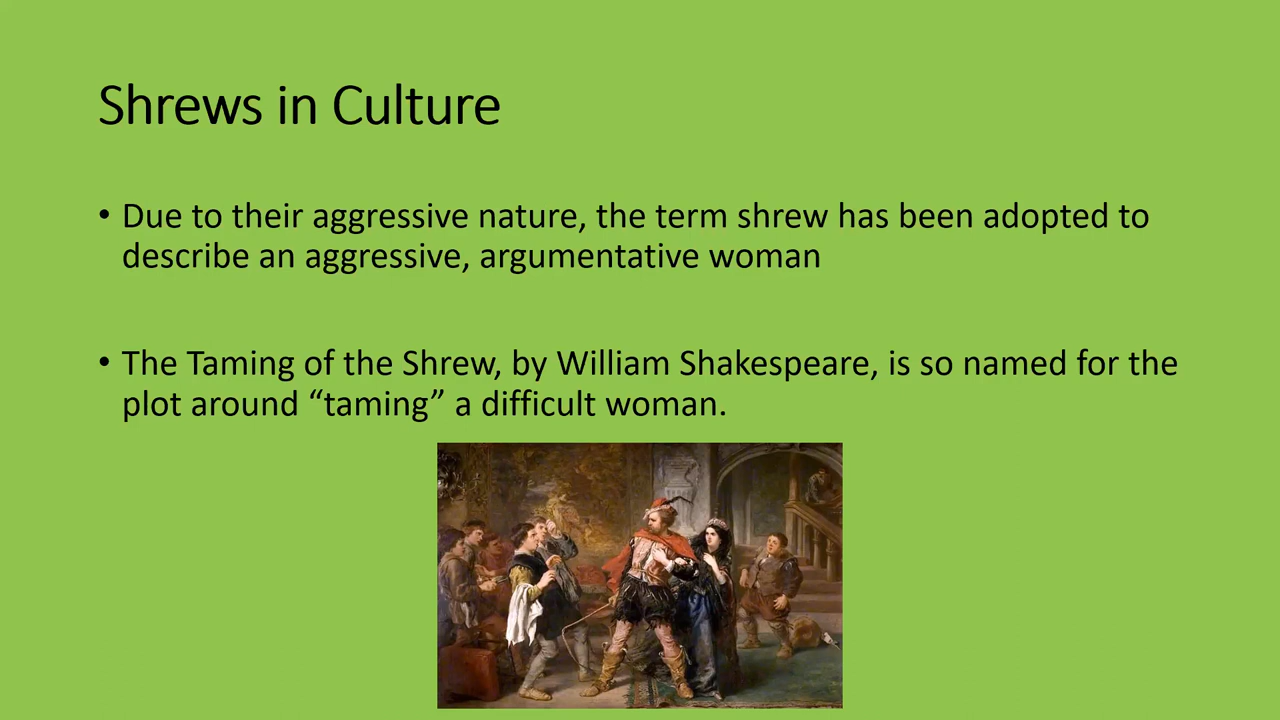 Shrews in Culture
• Due to their aggressive nature, the term shrew has been adopted to
describe an aggressive, argumentative woman
• The Taming of the Shrew, by William Shakespeare, is so named for the
plot around “taming” a difficult woman.